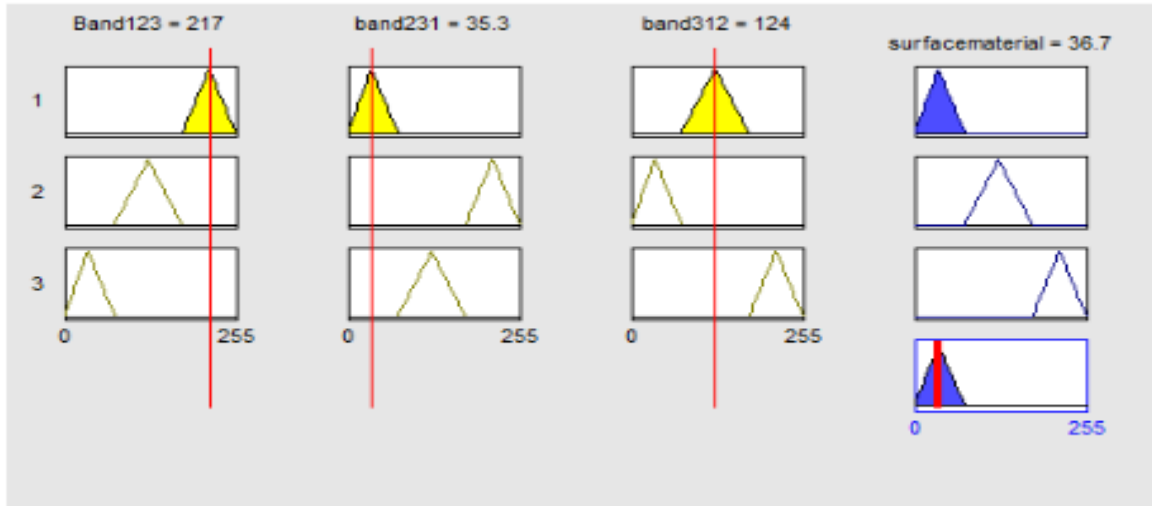 Band123 = 217
band231 = 35.3
band312 = 124
surfacematerial = 36.7
1
2
3
0 255
0 255
0 255
0 255